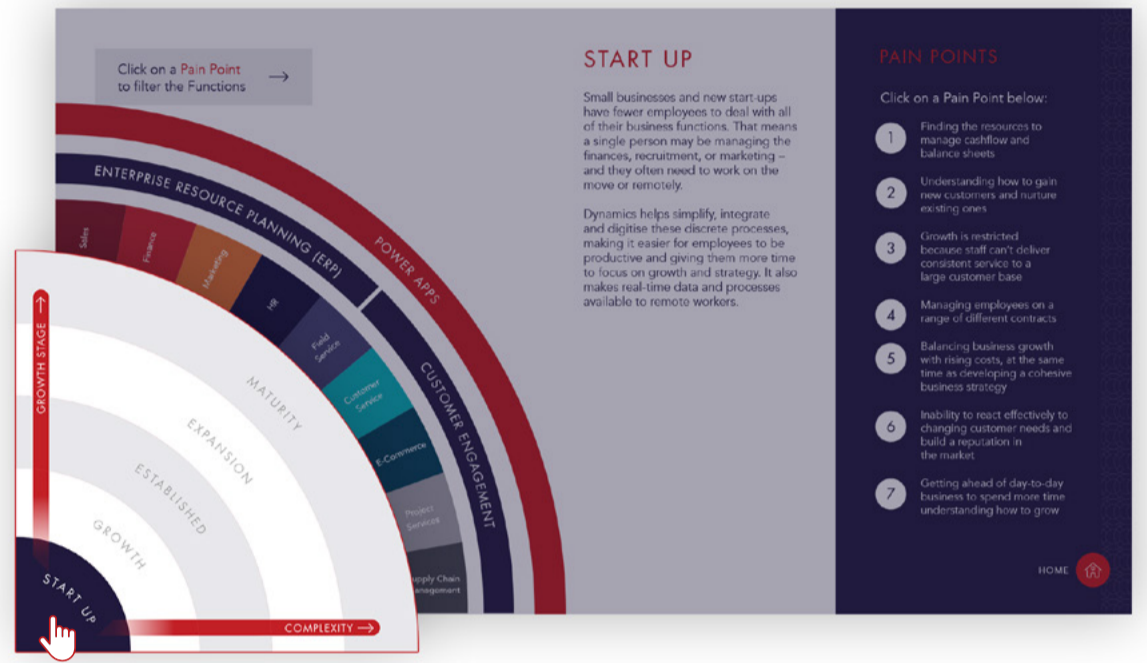 Click on a Pain Point
to filter the Functions
POWER APPS
ENTERPRISE RESOURCE PLANNING (ERP)
CUSTOMER ENGAGEMENT
Sales
Finance
Marketing
HR
Field
Service
Customer
Service
E-Commerce
Project
Services
upply Chain
anagement
GROWTH STAGE
MATURITY
EXPANSION
ESTABLISHED
GROWTH
START UP
COMPLEXITY
START UP
Small businesses and new start-ups
have fewer employees to deal with all
of their business functions. That means
a single person may be managing the
finances, recruitment, or marketing –
and they often need to work on the
move or remotely.
Dynamics helps simplify, integrate
and digitise these discrete processes,
making it easier for employees to be
productive and giving them more time
to focus on growth and strategy. It also
makes real-time data and processes
available to remote workers.
PAIN POINTS
Click on a Pain Point below:
1
Finding the resources to
manage cashflow and
balance sheets
2
Understanding how to gain
new customers and nurture
existing ones
3
Growth is restricted
because staff can't deliver
consistent service to a
large customer base
4
Managing employees on a
range of different contracts
5
Balancing business growth
with rising costs, at the same
time as developing a cohesive
business strategy
6
Inability to react effectively to
changing customer needs and
build a reputation in
the market
7
Getting ahead of day-to-day
business to spend more time
understanding how to grow
HOME